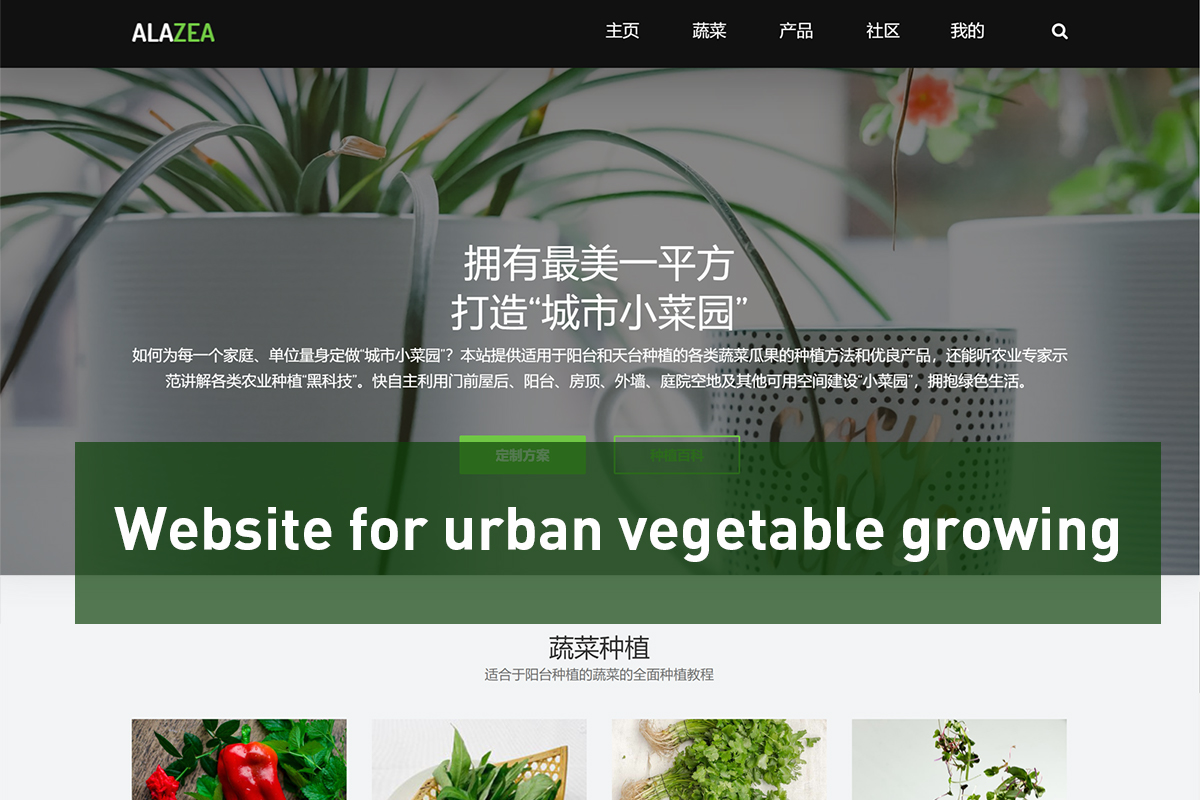 ALAZEA
主页 蔬菜 产品 社区 我的
拥有最美一平方
打造“城市小菜园”
如何为每一个家庭、单位量身定做“城市小菜园”？本站提供适用于阳台和天台种植的各类蔬菜瓜果的种植方法和优良产品，还能听农业专家示
范讲解各类农业种植“黑科技”。快自主利用门前屋后、阳台、房顶、外墙、庭院空地及其他可用空间建设“小菜园”，拥抱绿色生活。
定制方案 种植百科
cosy
Website for urban vegetable growing
蔬菜种植
适合于阳台种植的蔬菜的全面种植教程